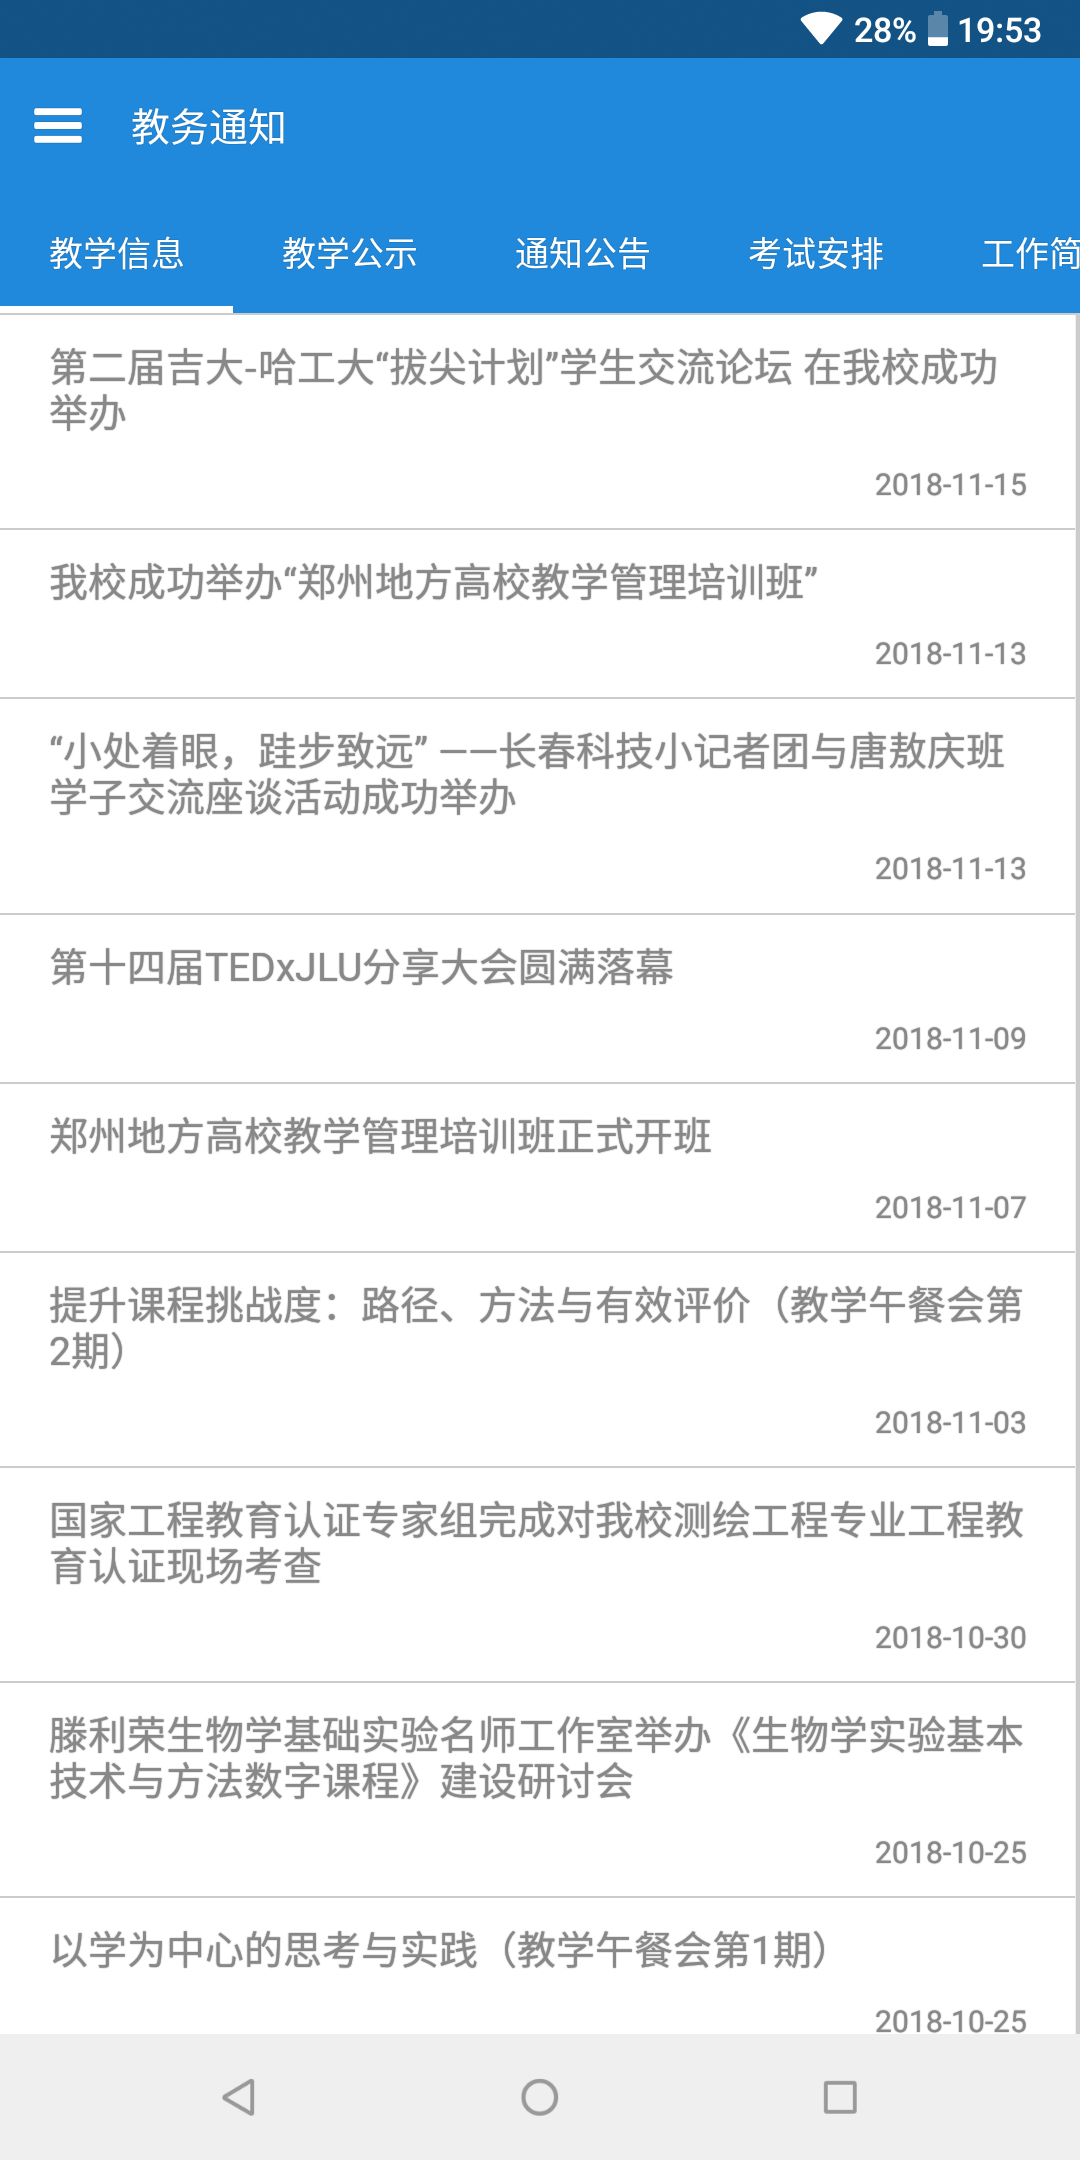 28% 19:53
教务通知
教学信息 教学公示 通知公告 考试安排 工作简
第二届吉大-哈工大“拔尖计划”学生交流论坛 在我校成功
举办
2018-11-15
我校成功举办“郑州地方高校教学管理培训班”
2018-11-13
“小处着眼，跬步致远” ——长春科技小记者团与唐敖庆班
学子交流座谈活动成功举办
2018-11-13
第十四届TEDxJLU分享大会圆满落幕
2018-11-09
郑州地方高校教学管理培训班正式开班
2018-11-07
提升课程挑战度：路径、方法与有效评价（教学午餐会第
2期）
2018-11-03
国家工程教育认证专家组完成对我校测绘工程专业工程教
育认证现场考查
2018-10-30
滕利荣生物学基础实验名师工作室举办《生物学实验基本
技术与方法数字课程》建设研讨会
2018-10-25
以学为中心的思考与实践（教学午餐会第1期）
2018-10-25